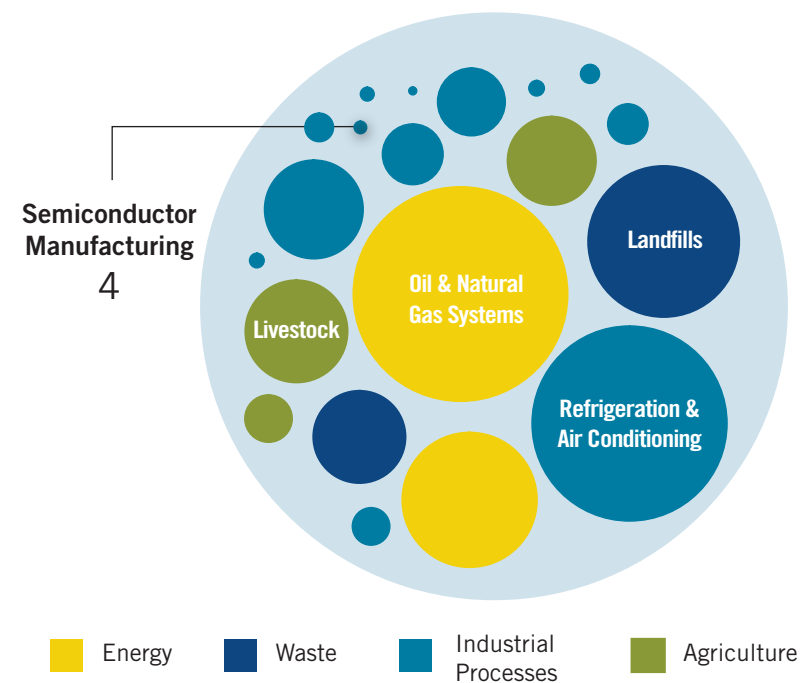 Semiconductor
Manufacturing
4
Landfills
Oil & Natural
Gas Systems
Livestock
Refrigeration &
Air Conditioning
Energy
Waste
Industrial
Processes
Agriculture